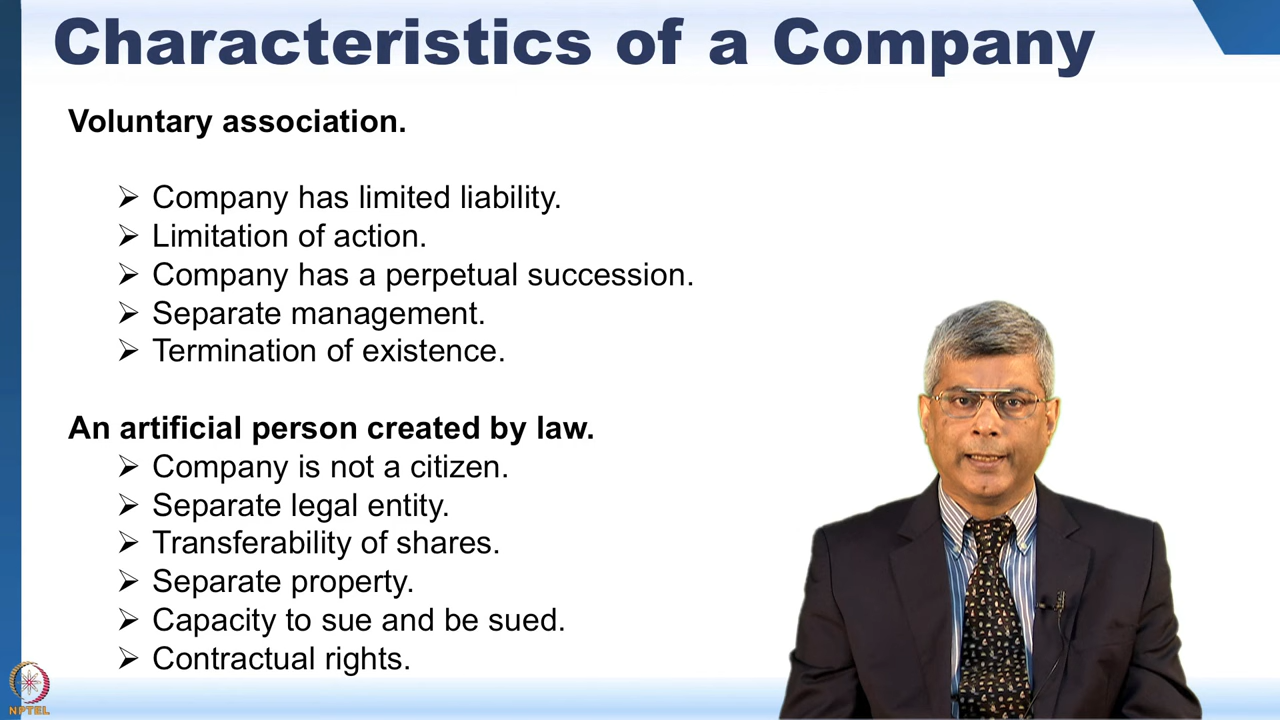 Characteristics of a Company
Voluntary association.
Company has limited liability.
Limitation of action.
Company has a perpetual succession.
Separate management.
Termination of existence.
An artificial person created by law.
Company is not a citizen.
Separate legal entity.
Transferability of shares.
Separate property.
Capacity to sue and be sued.
Contractual rights.
NPTEL